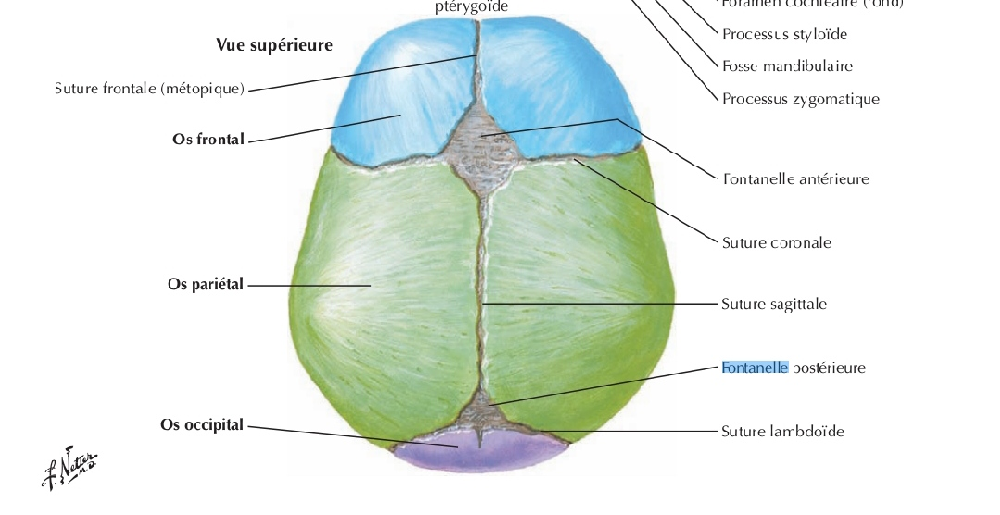 ptérygoïde
Foramen cochléaire (rond)
Processus styloïde
Fosse mandibulaire
Processus zygomatique
Vue supérieure
Suture frontale (métopique)
Os frontal
Fontanelle antérieure
Suture coronale
Os pariétal
Suture sagittale
Fontanelle postérieure
Os occipital
Suture lambdoïde
F. Netter
M.D.